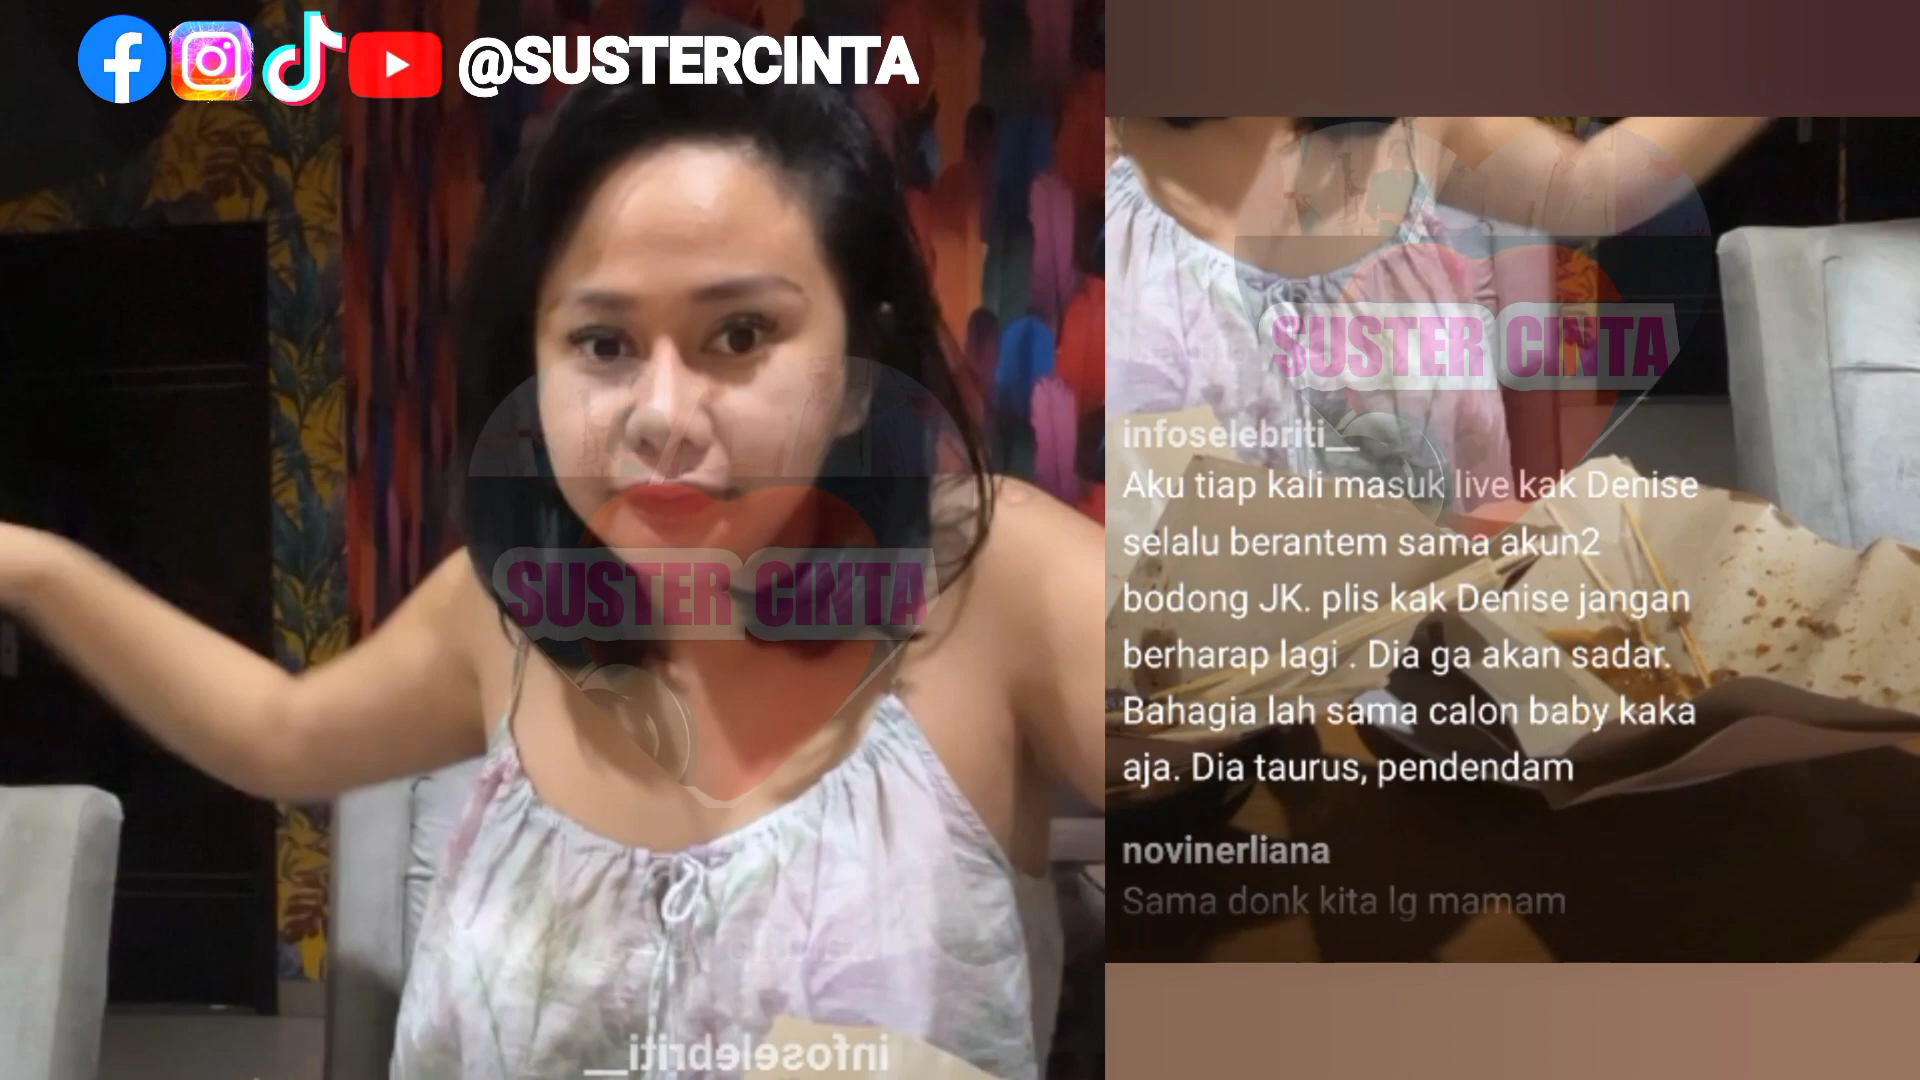 @SUSTERCINTA
SUSTER CINTA
infoselebriti__
SUSTER CINTA
infoselebriti__
Aku tiap kali masuk live kak Denise
selalu berantem sama akun2
bodong JK. plis kak Denise jangan
berharap lagi . Dia ga akan sadar.
Bahagia lah sama calon baby kaka
aja. Dia taurus, pendendam
novinerliana
Sama donk kita lg mamam